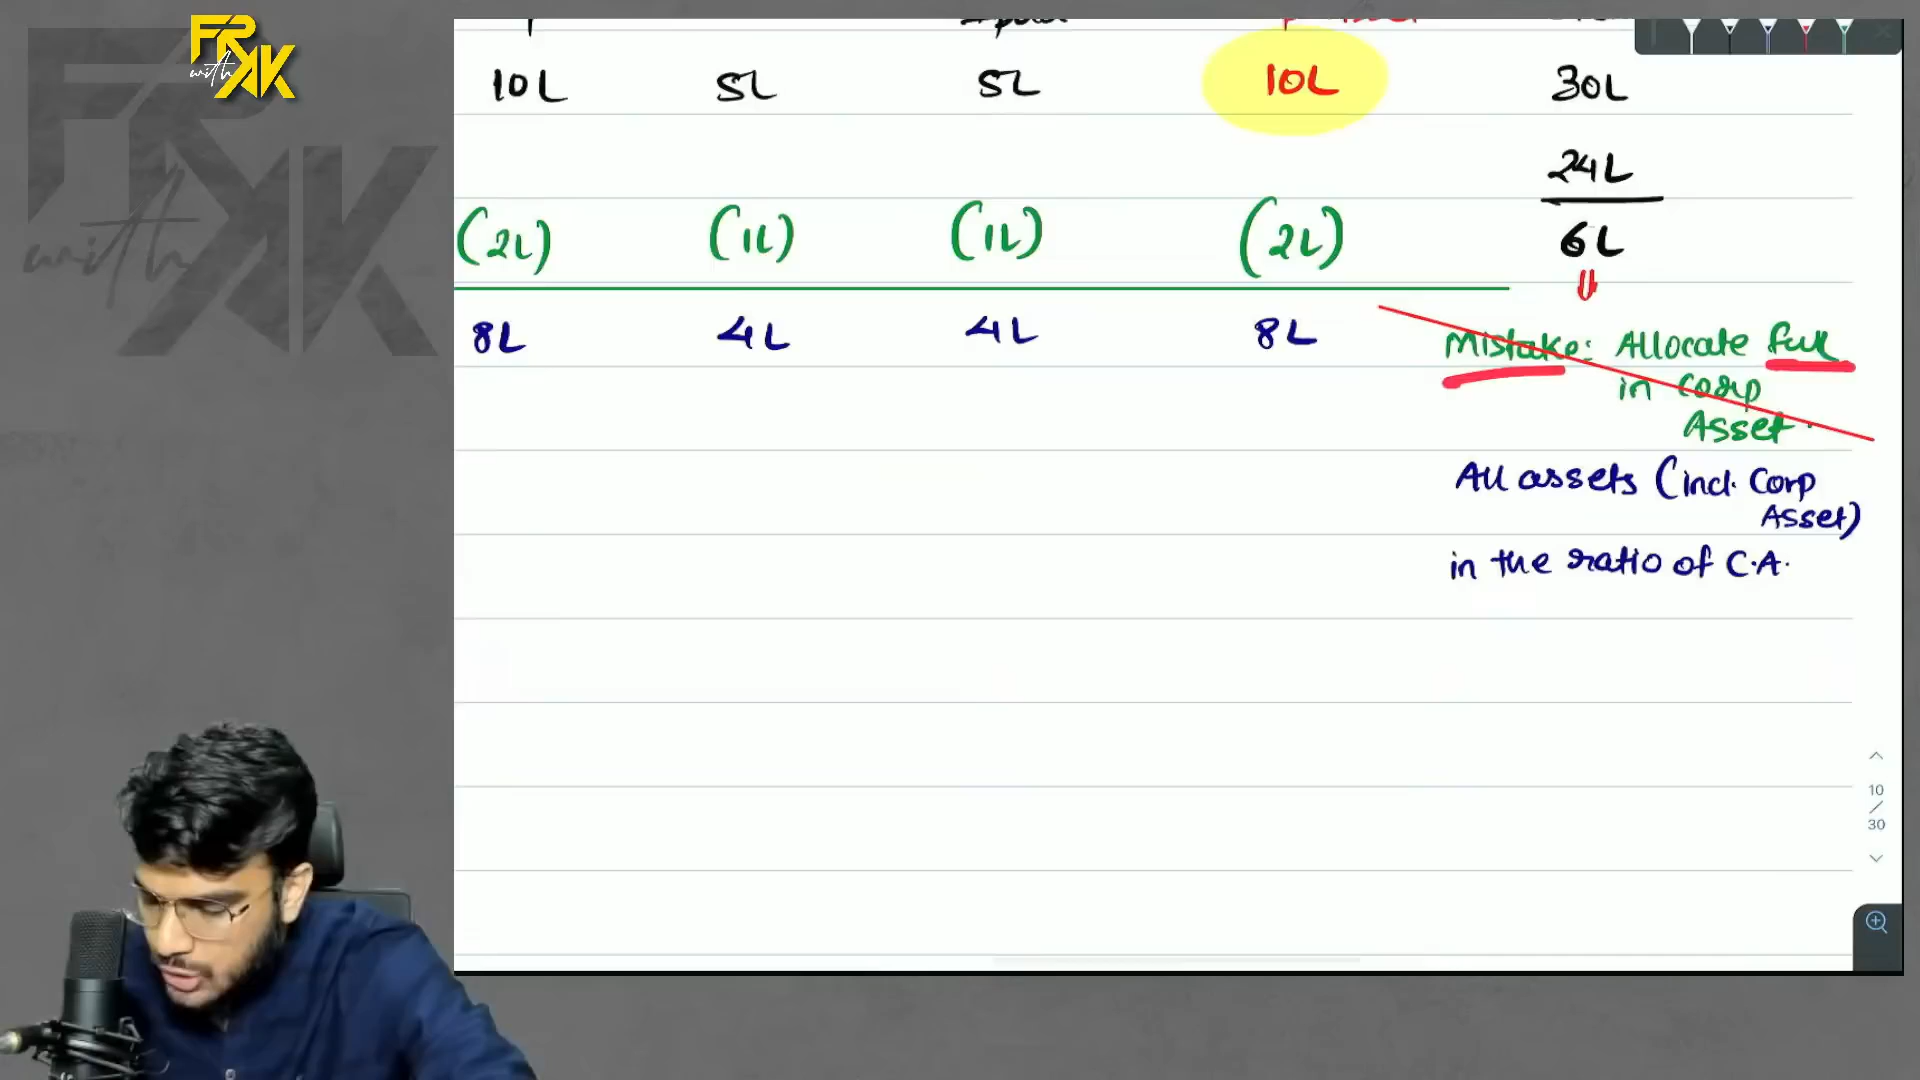 FR
with AK
10L 5L 5L 10L 30L
24L
(2L) (1L) (1L) (2L) 6L
8L 4L 4L 8L
Mistake: Allocate full
in Corp
Asset.
All assets (incl. Corp
Asset)
in the ratio of C.A.
10
/
30